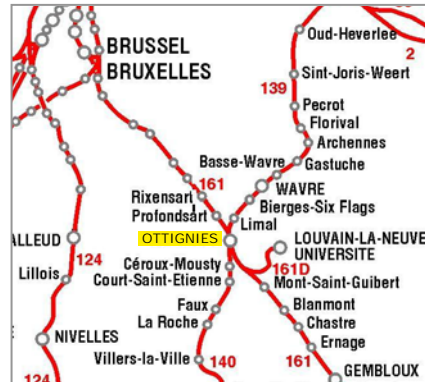 Oud-Heverlee
2
BRUSSEL
BRUXELLES
Sint-Joris-Weert
139
Pecrot
Florival
Archennes
Basse-Wavre
Gastuche
161
WAVRE
Rixensart
Bierges-Six Flags
Profondsart
Limal
OTTIGNIES
ALLEUD
124
LOUVAIN-LA-NEUVE
UNIVERSITE
Lillois
Céroux-Mousty
161D
Court-Saint-Etienne
Mont-Saint-Guibert
Faux
Blanmont
La Roche
Chastre
NIVELLES
Ernage
Villers-la-Ville
140
161
GEMBLOUX
124